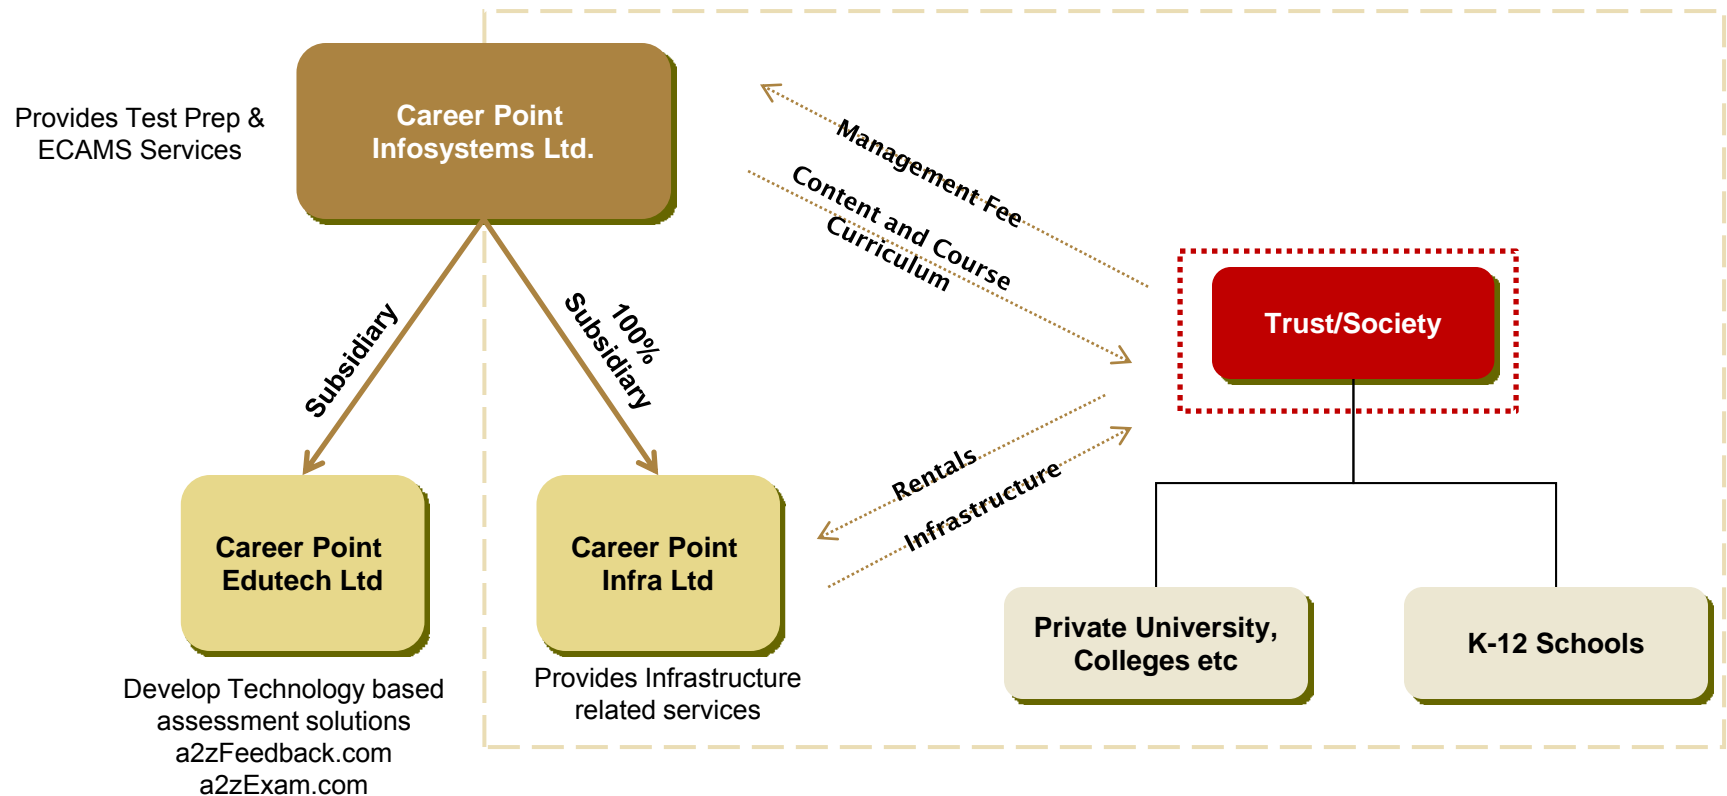 Provides Test Prep &
ECAMS Services
Career Point
Infosystems Ltd.
Management Fee
Content and Course
Curriculum
Trust/Society
Subsidiary
100%
Subsidiary
Rentals
Infrastructure
Career Point
Edutech Ltd
Career Point
Infra Ltd
Private University,
Colleges etc
K-12 Schools
Develop Technology based
assessment solutions
a2zFeedback.com
a2zExam.com
Provides Infrastructure
related services